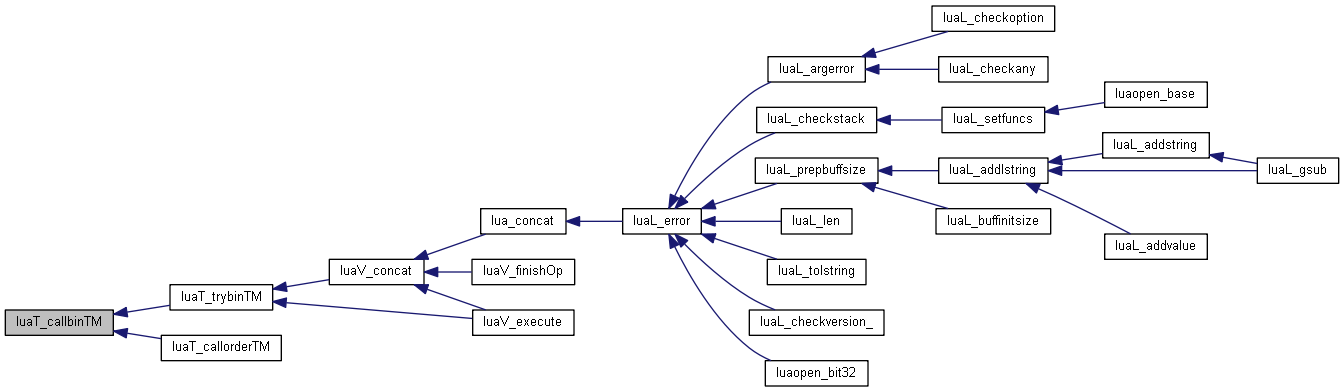 luaL_checkoption
luaL_argerror
luaL_checkany
luaopen_base
luaL_checkstack
luaL_setfuncs
luaL_addstring
luaL_prepbuffsize
luaL_addlstring
luaL_gsub
lua_concat
luaL_error
luaL_len
luaL_buffinitsize
luaL_addvalue
luaV_concat
luaV_finishOp
luaL_tolstring
luaT_trybinTM
luaT_callbinTM
luaV_execute
luaL_checkversion_
luaT_callorderTM
luaopen_bit32